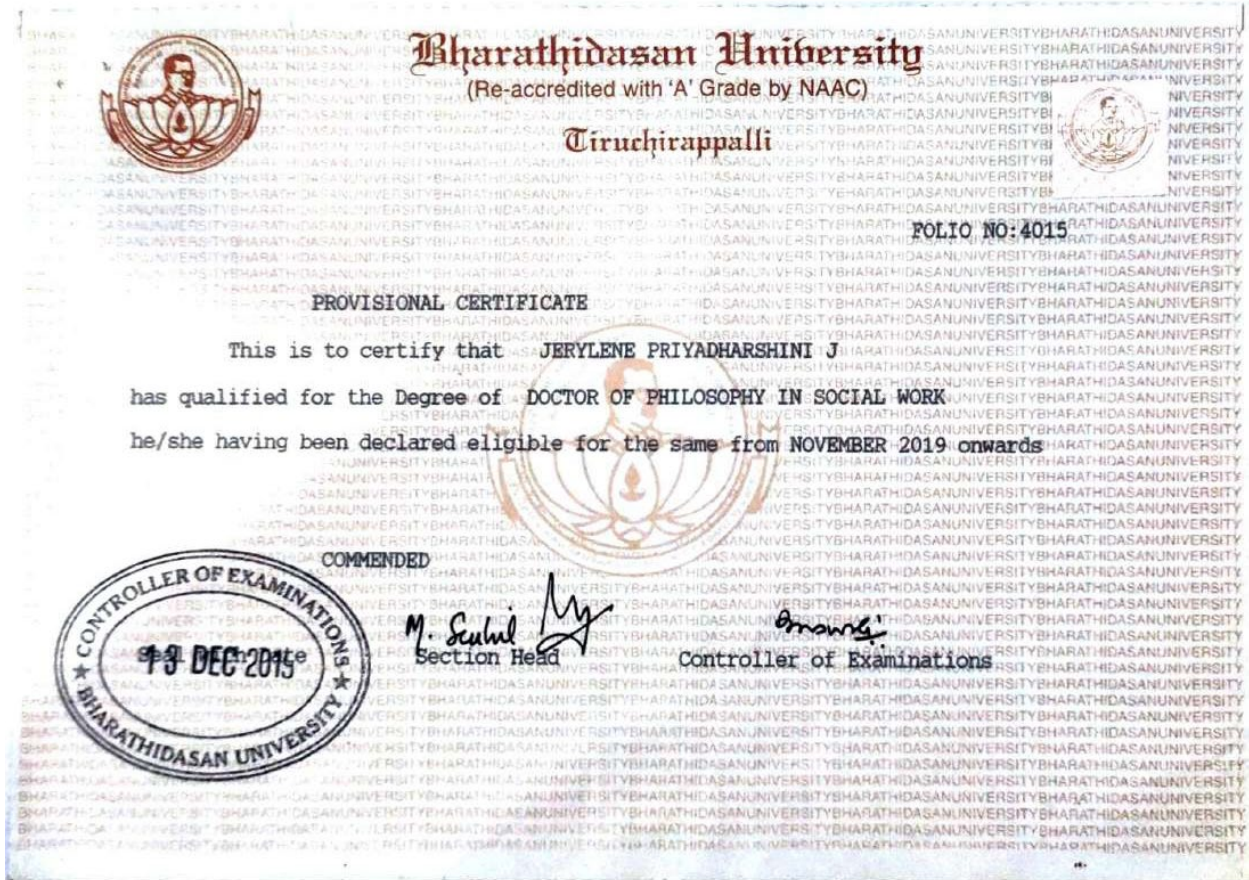 Bharathidasan University
(Re-accredited with 'A' Grade by NAAC)
Tiruchirappalli
FOLIO NO:4015
PROVISIONAL CERTIFICATE
This is to certify that JERYLENE PRIYADHARSHINI J
has qualified for the Degree of DOCTOR OF PHILOSOPHY IN SOCIAL WORK
he/she having been declared eligible for the same from NOVEMBER 2019 onwards
COMMENDED
CONTROLLER OF EXAMINATIONS
13 DEC 2019
BHARATHIDASAN UNIVERSITY
Section Head
Controller of Examinations